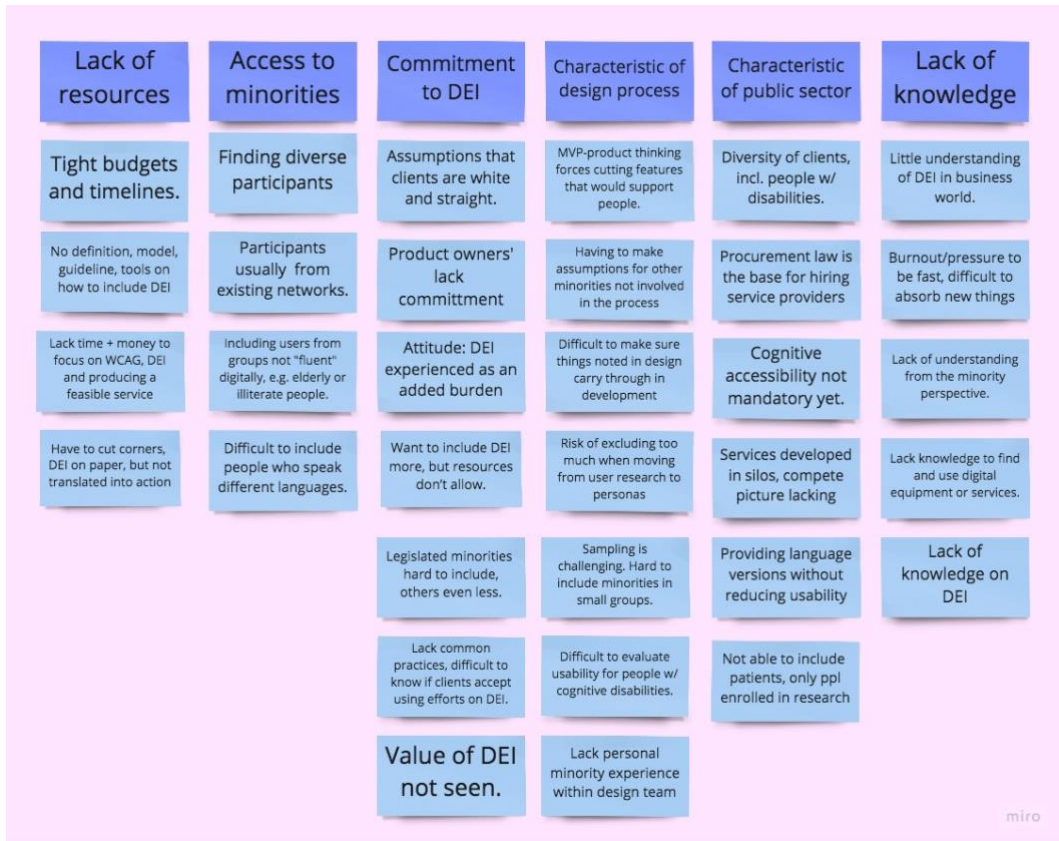 Lack of
resources
Tight budgets
and timelines.
No definition, model,
guideline, tools on
how to include DEI
Lack time + money to
focus on WCAG, DEI
and producing a
feasible service
Have to cut corners,
DEI on paper, but not
translated into action
Access to
minorities
Finding diverse
participants
Participants
usually from
existing networks.
Including users from
groups not "fluent"
digitally, e.g. elderly or
illiterate people.
Difficult to include
people who speak
different languages.
Commitment
to DEI
Assumptions that
clients are white
and straight.
Product owners'
lack
committment
Attitude: DEI
experienced as an
added burden
Want to include DEI
more, but resources
don't allow.
Legislated minorities
hard to include,
others even less.
Lack common
practices, difficult to
know if clients accept
using efforts on DEI.
Value of DEI
not seen.
Characteristic of
design process
MVP-product thinking
forces cutting features
that would support
people.
Having to make
assumptions for other
minorities not involved
in the process
Difficult to make sure
things noted in design
carry through in
development
Risk of excluding too
much when moving
from user research to
personas
Sampling is
challenging. Hard to
include minorities in
small groups.
Difficult to evaluate
usability for people w/
cognitive disabilities.
Lack personal
minority experience
within design team
Characteristic
of public sector
Diversity of clients,
incl. people w/
disabilities.
Procurement law is
the base for hiring
service providers
Cognitive
accessibility not
mandatory yet.
Services developed
in silos, compete
picture lacking
Providing language
versions without
reducing usability
Not able to include
patients, only ppl
enrolled in research
Lack of
knowledge
Little understanding
of DEI in business
world.
Burnout/pressure to
be fast, difficult to
absorb new things
Lack of understanding
from the minority
perspective.
Lack knowledge to find
and use digital
equipment or services.
Lack of
knowledge on
DEI
miro